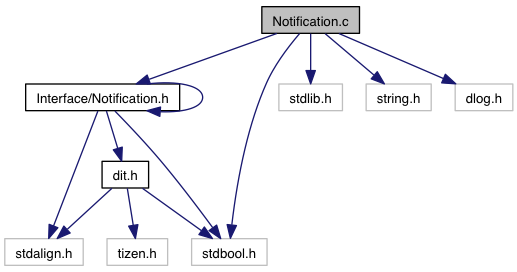 Notification.c
Interface/Notification.h
stdlib.h
string.h
dlog.h
dit.h
stdalign.h
tizen.h
stdbool.h